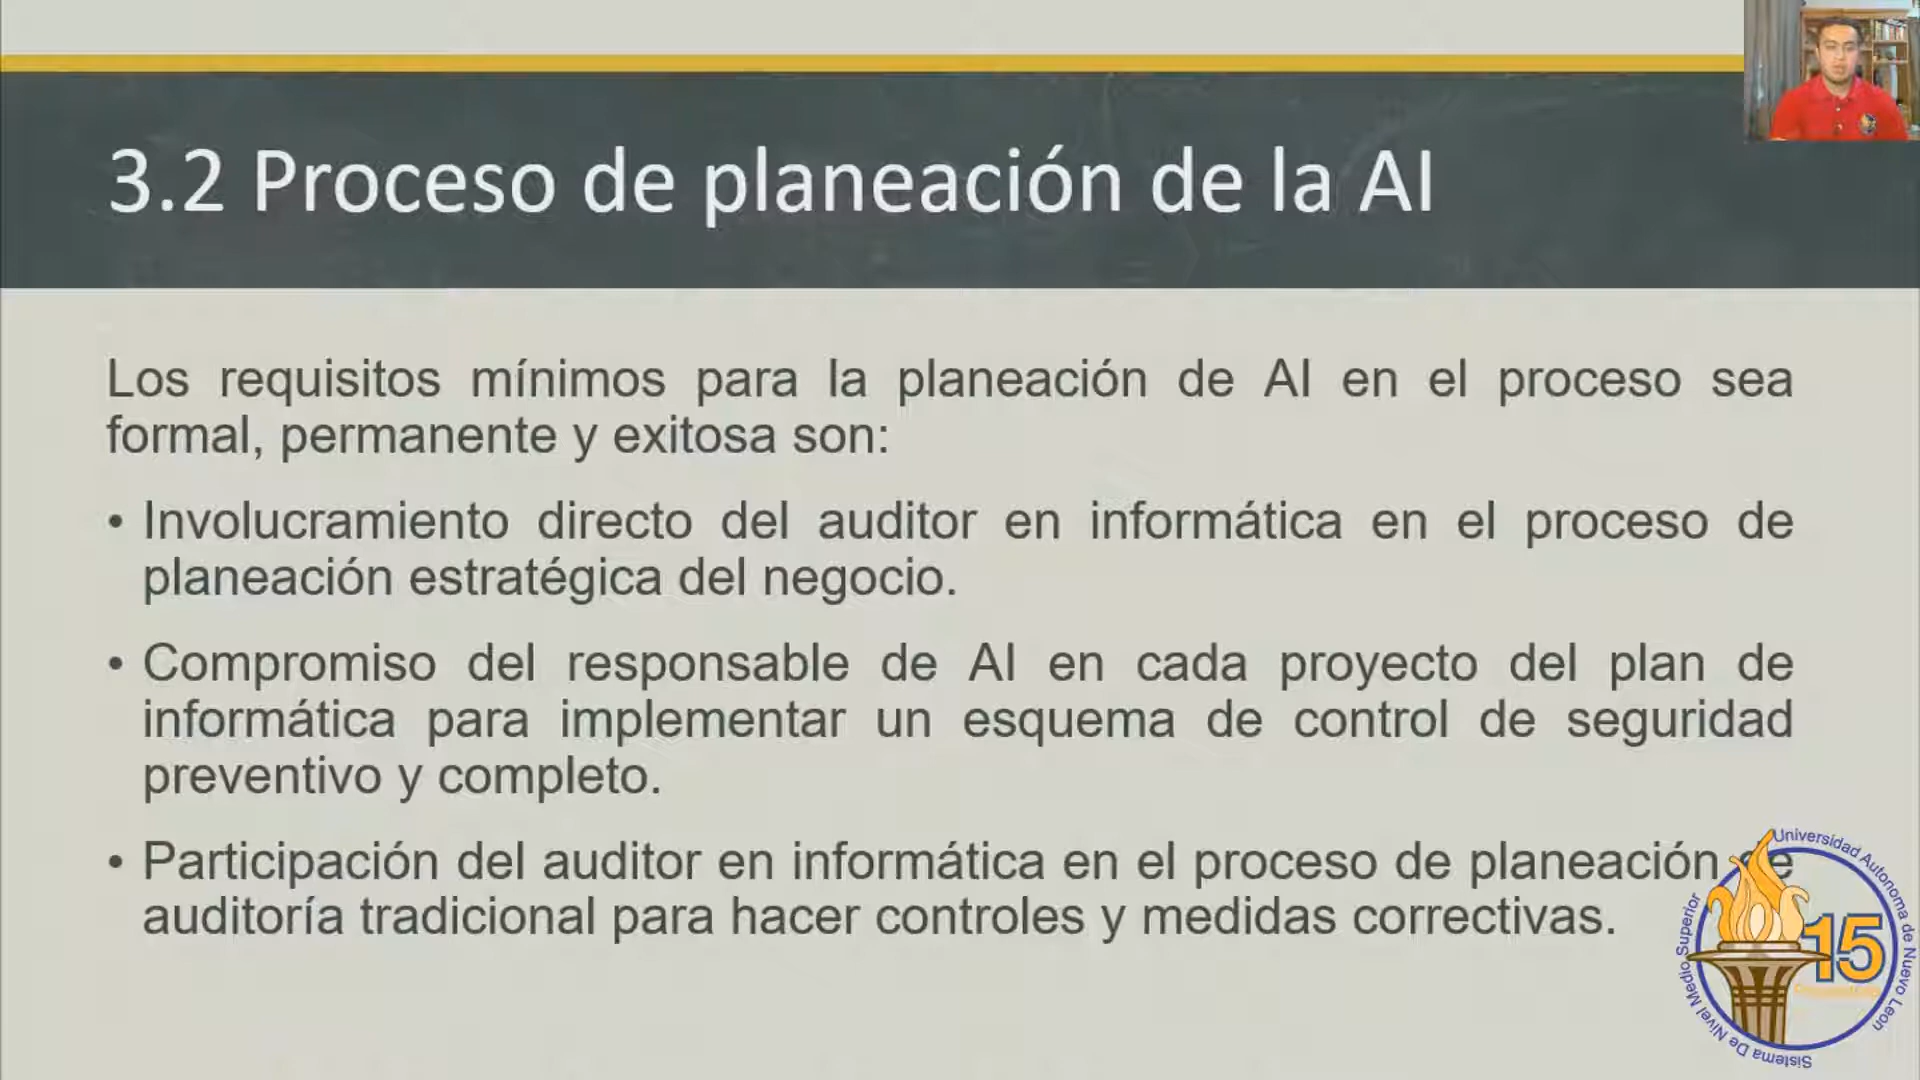 3.2 Proceso de planeación de la AI
Los requisitos mínimos para la planeación de AI en el proceso sea
formal, permanente y exitosa son:
• Involucramiento directo del auditor en informática en el proceso de
planeación estratégica del negocio.
• Compromiso del responsable de AI en cada proyecto del plan de
informática para implementar un esquema de control de seguridad
preventivo y completo.
• Participación del auditor en informática en el proceso de planeación de
auditoría tradicional para hacer controles y medidas correctivas.
Universidad Autonoma de Nuevo Leon
15
Sistema De Nivel Medio Superior